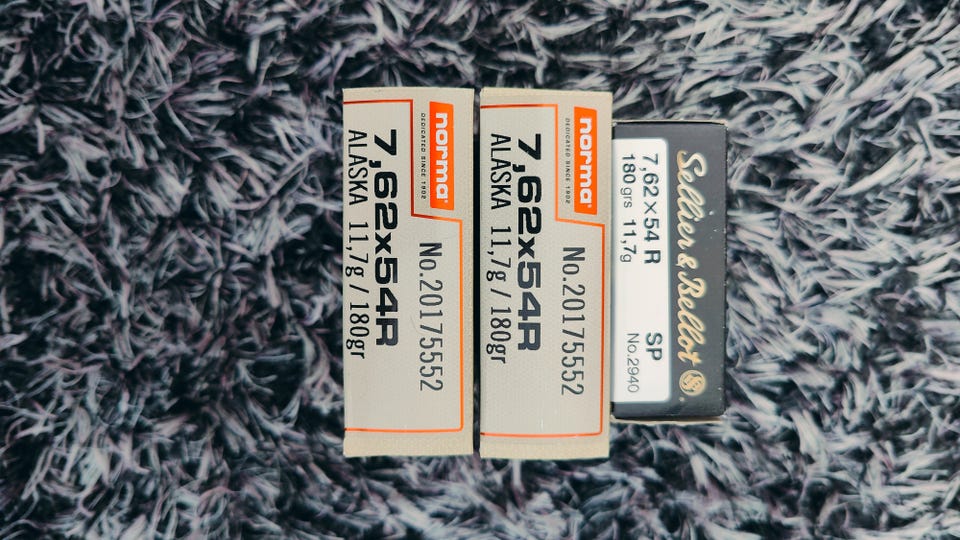 norma
DEDICATED SINCE 1902
No.20175552
7,62x54R
ALASKA 11,7g / 180gr
norma
DEDICATED SINCE 1902
No.20175552
7,62x54R
ALASKA 11,7g / 180gr
Sellier & Bellot
7,62 × 54 R SP
180 grs 11,7g No.2940